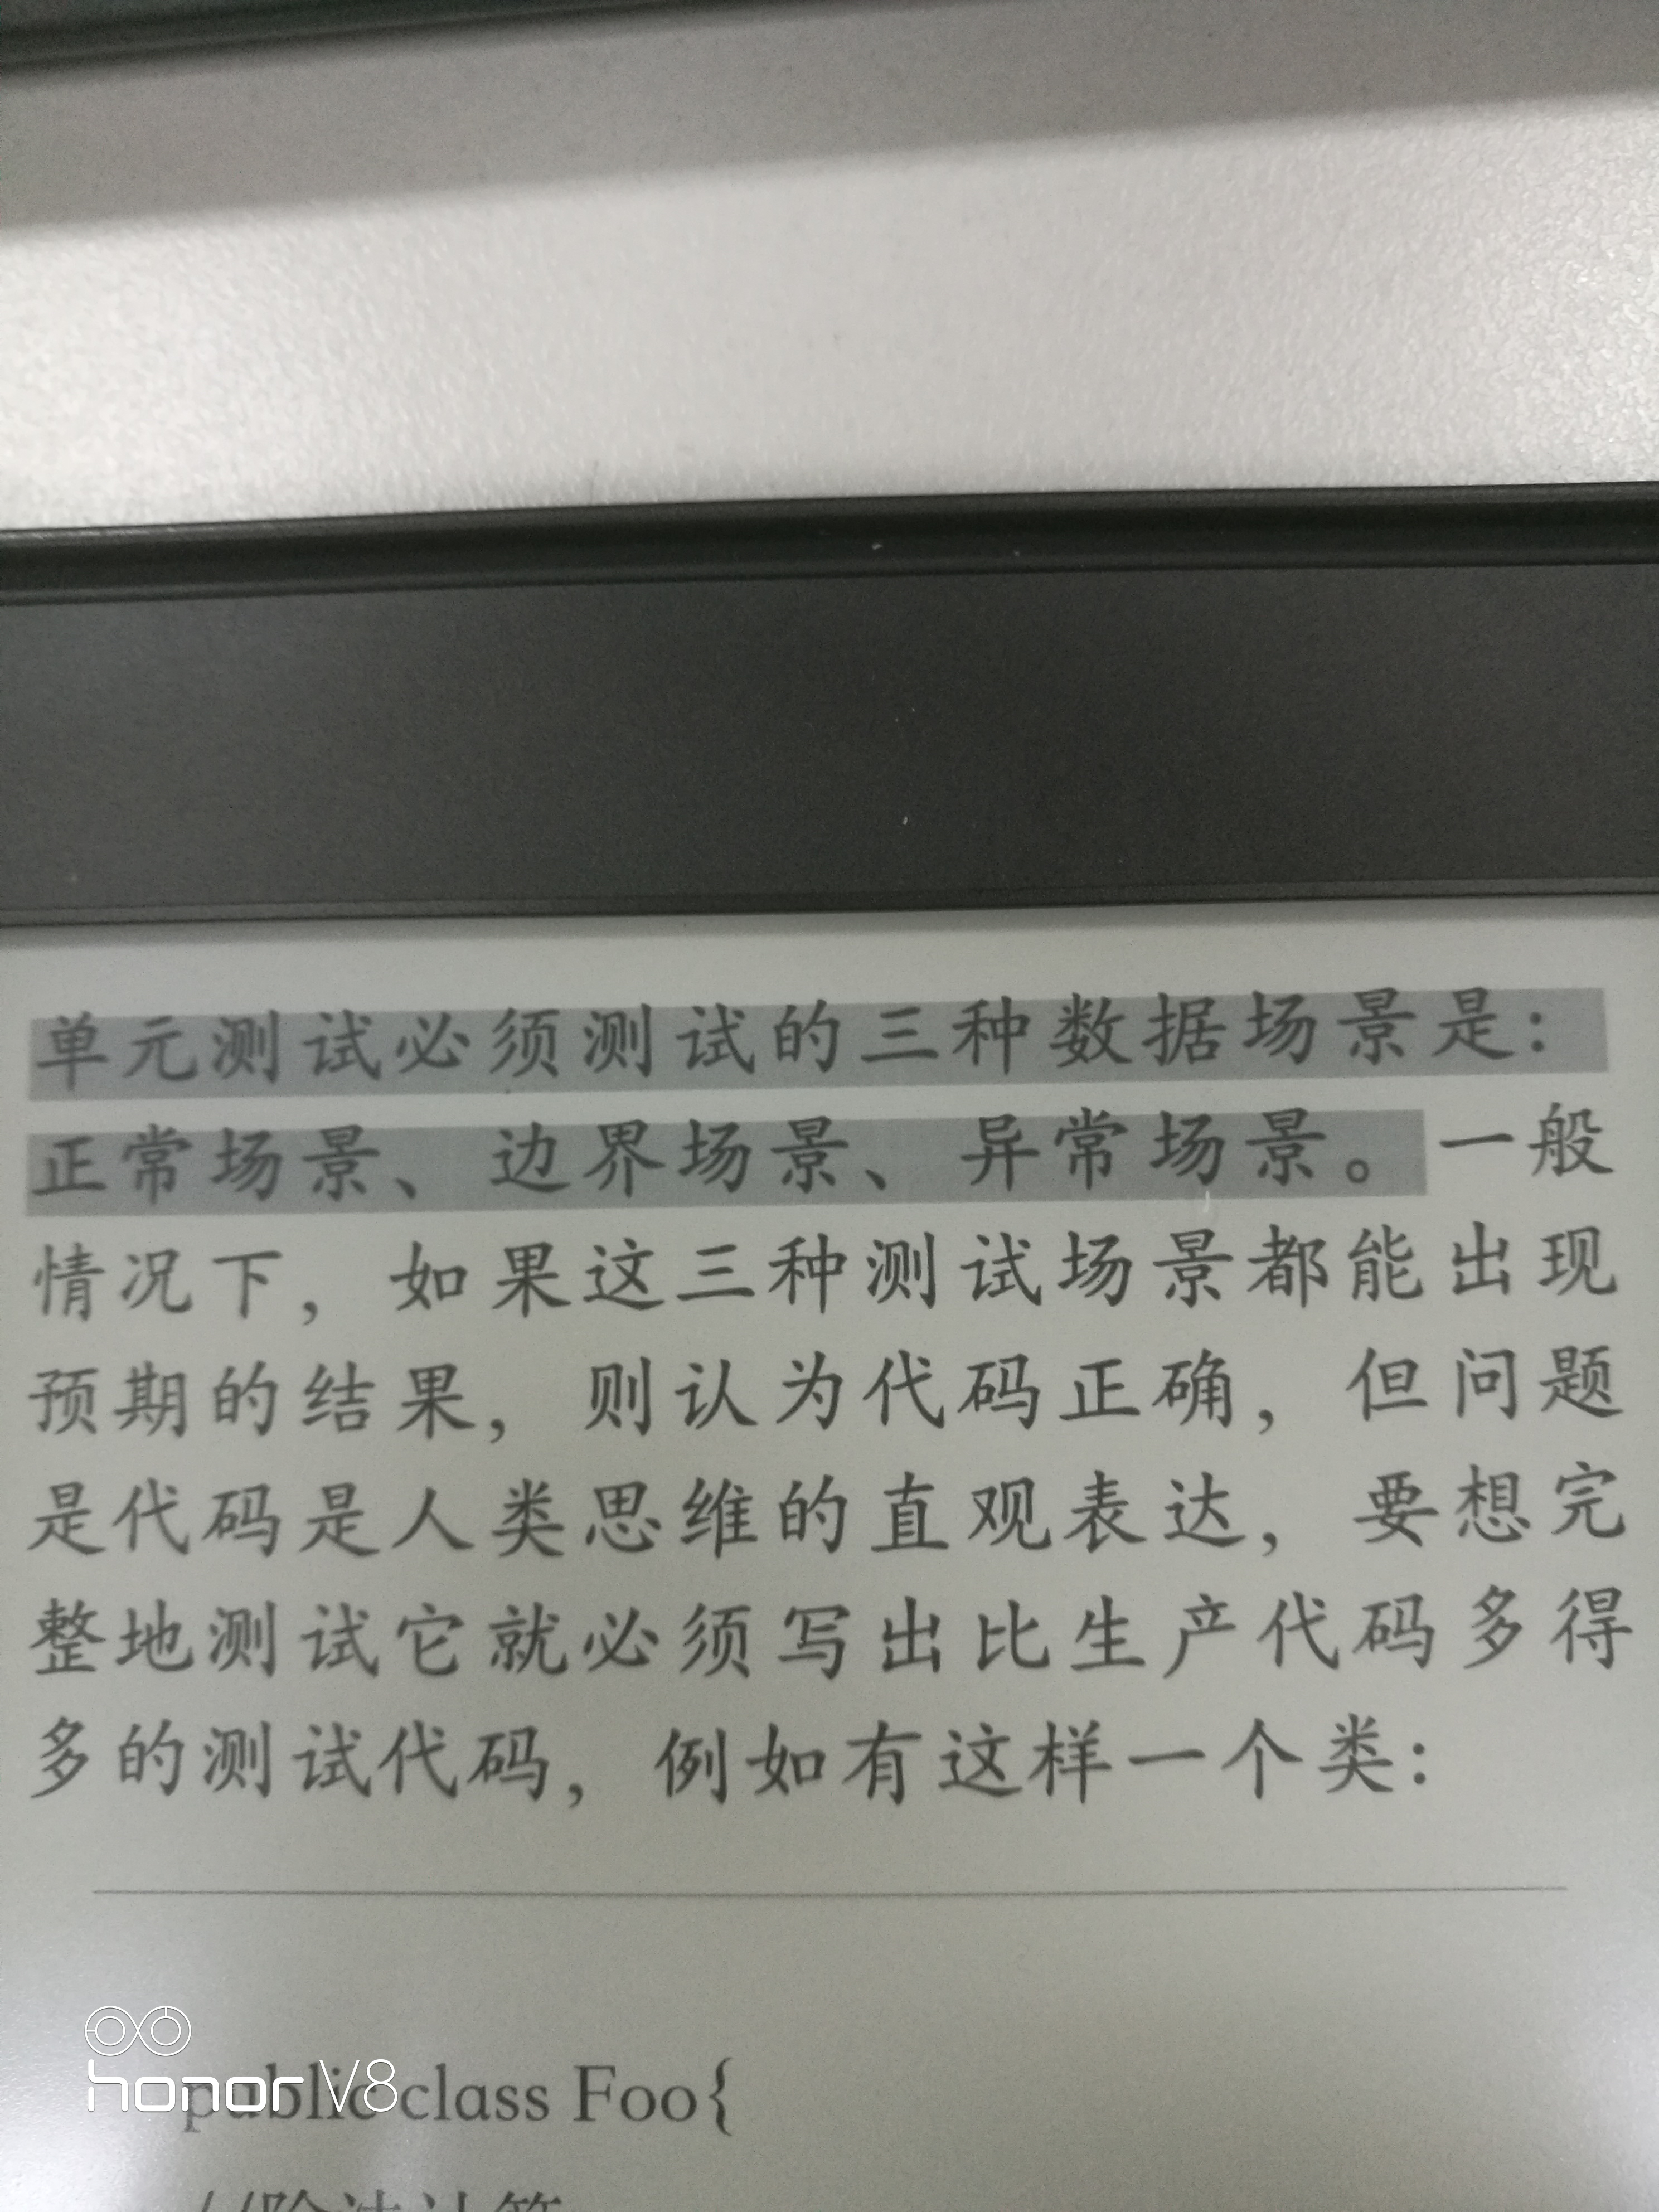 单元测试必须测试的三种数据场景是：
正常场景、边界场景、异常场景。一般
情况下，如果这三种测试场景都能出现
预期的结果，则认为代码正确，但问题
是代码是人类思维的直观表达，要想完
整地测试它就必须写出比生产代码多得
多的测试代码，例如有这样一个类：
public class Foo{
//除法计算
honor V8